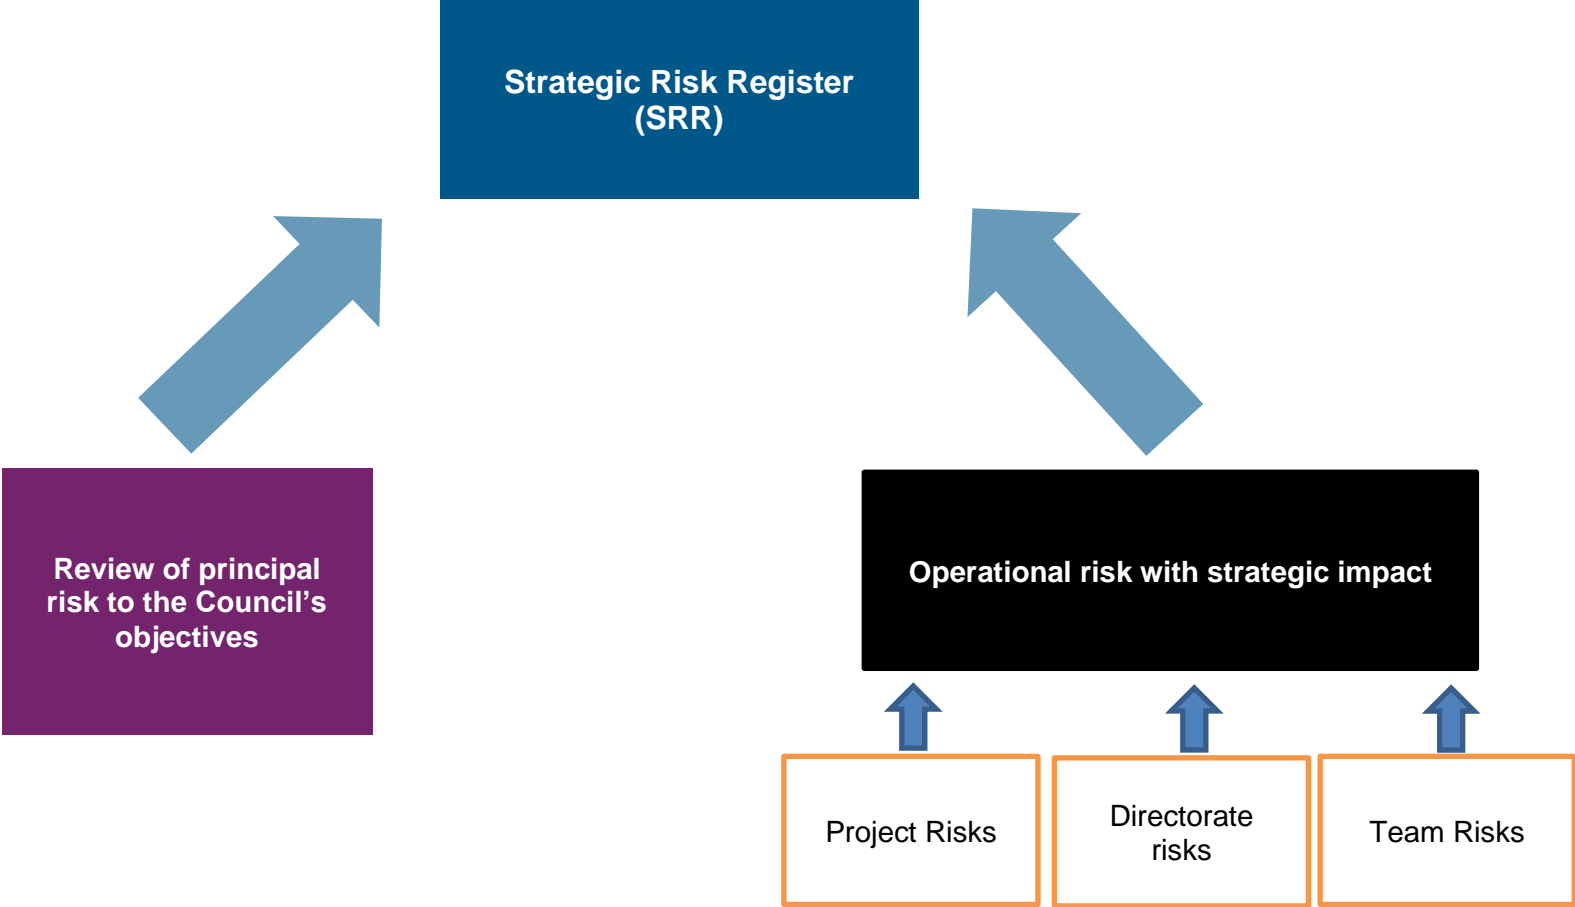 Strategic Risk Register
(SRR)
Review of principal
risk to the Council’s
objectives
Operational risk with strategic impact
Project Risks
Directorate
risks
Team Risks